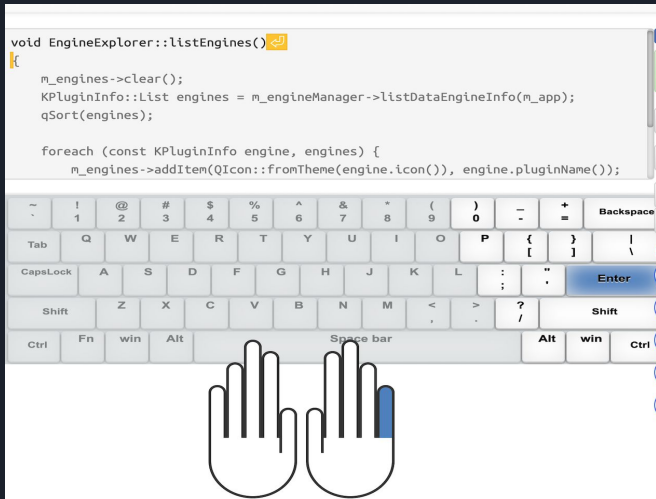 void EngineExplorer::listEngines()
{
m_engines->clear();
KPluginInfo::List engines = m_engineManager->listDataEngineInfo(m_app);
qSort(engines);
foreach (const KPluginInfo engine, engines) {
m_engines->addItem(QIcon::fromTheme(engine.icon()), engine.pluginName());
~ ! @ # $ % ^ & * ( ) _ + Backspace
` 1 2 3 4 5 6 7 8 9 0 - =
Tab Q W E R T Y U I O P { } |
[ ] \
CapsLock A S D F G H J K L : " Enter
; '
Shift Z X C V B N M < > ? Shift
, . /
Ctrl Fn win Alt Space bar Alt win Ctrl